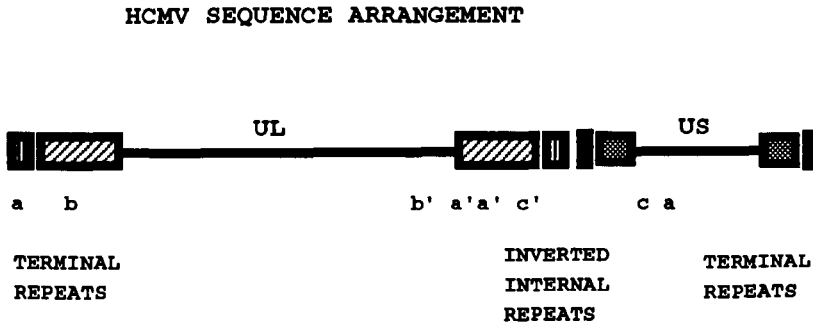 HCMV SEQUENCE ARRANGEMENT
UL US
a b b' a'a' c' c a
TERMINAL
REPEATS
INVERTED
INTERNAL
REPEATS
TERMINAL
REPEATS